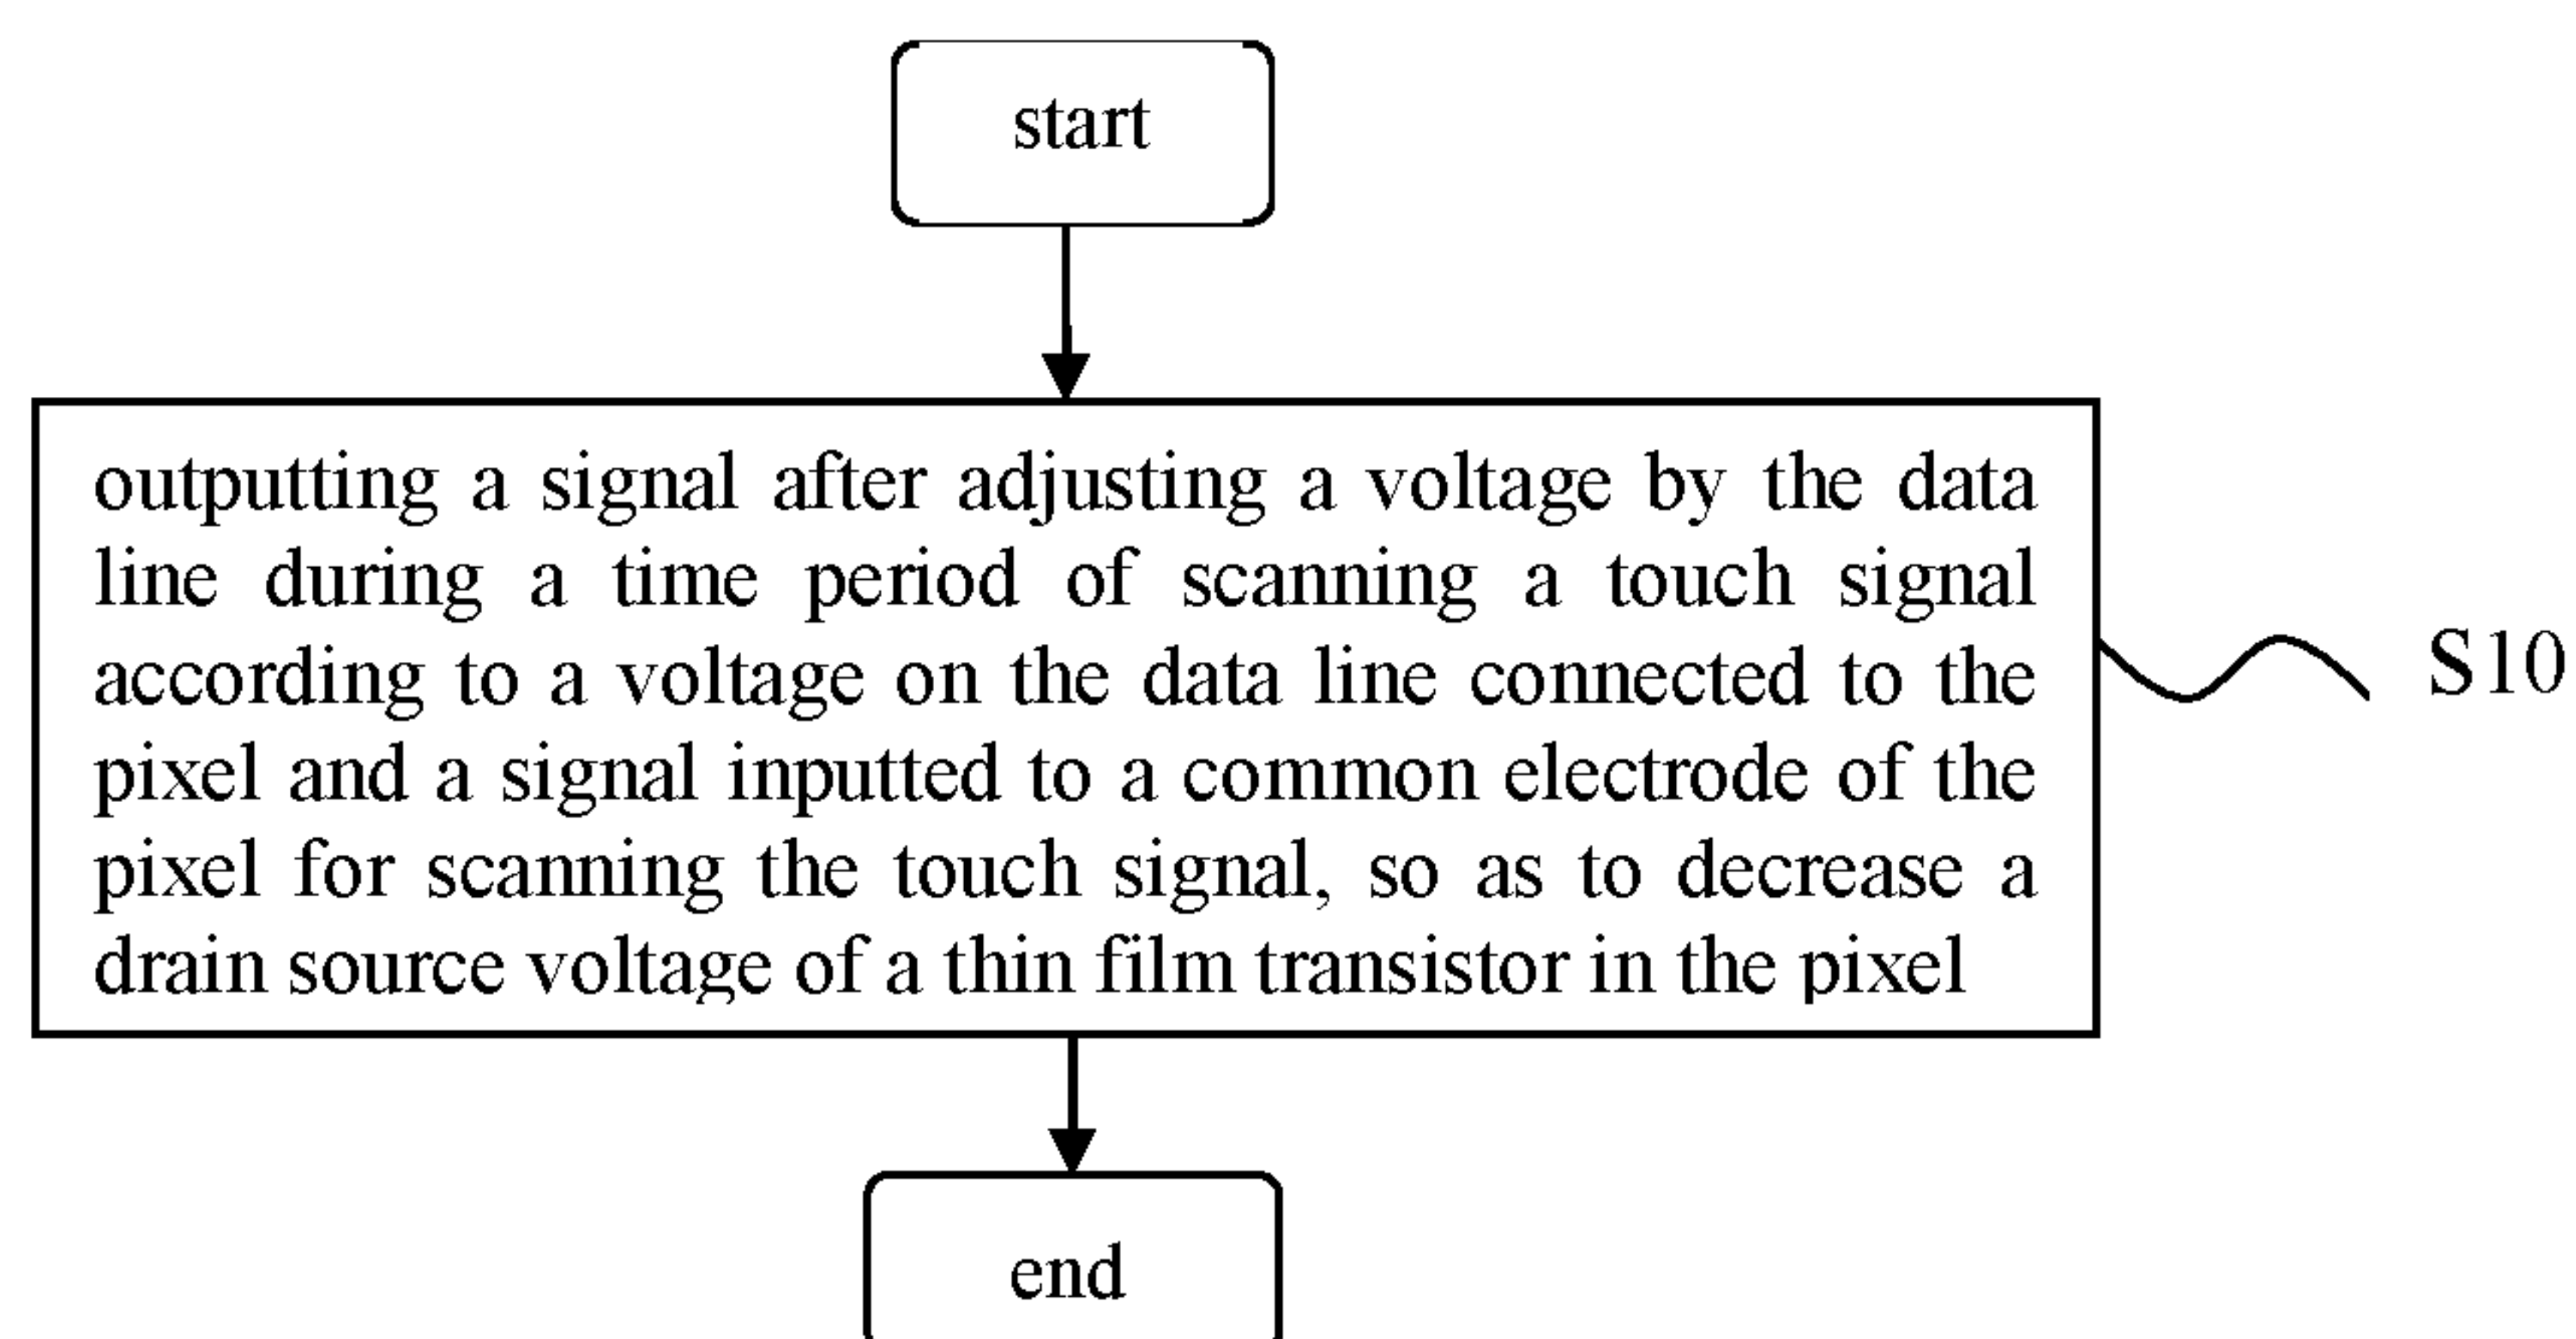 start
outputting a signal after adjusting a voltage by the data
line during a time period of scanning a touch signal
according to a voltage on the data line connected to the
pixel and a signal inputted to a common electrode of the
pixel for scanning the touch signal, so as to decrease a
drain source voltage of a thin film transistor in the pixel
S10
end